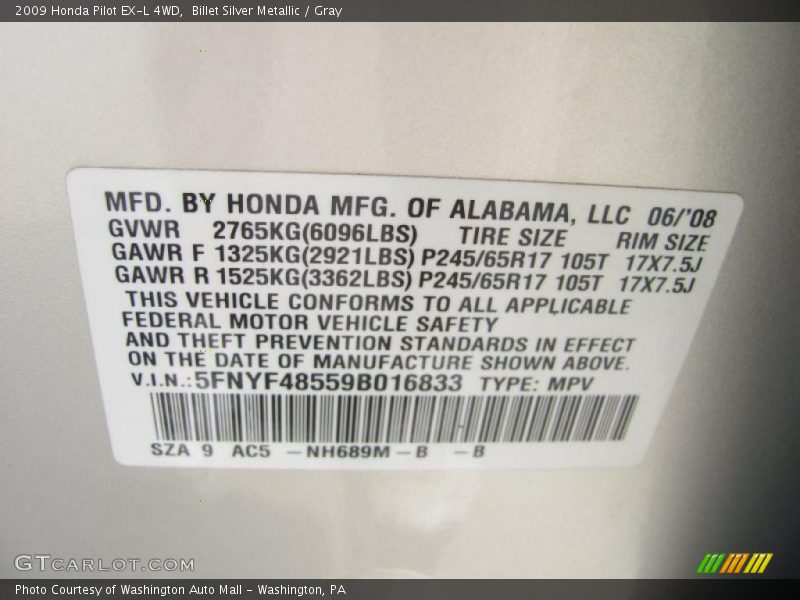 2009 Honda Pilot EX-L 4WD,  Billet Silver Metallic / Gray
MFD. BY HONDA MFG. OF ALABAMA, LLC 06/'08
GVWR 2765KG(6096LBS) TIRE SIZE RIM SIZE
GAWR F 1325KG(2921LBS) P245/65R17 105T 17X7.5J
GAWR R 1525KG(3362LBS) P245/65R17 105T 17X7.5J
THIS VEHICLE CONFORMS TO ALL APPLICABLE
FEDERAL MOTOR VEHICLE SAFETY
AND THEFT PREVENTION STANDARDS IN EFFECT
ON THE DATE OF MANUFACTURE SHOWN ABOVE.
V.I.N.:5FNYF48559B016833 TYPE: MPV
SZA 9 AC5 -NH689M-B -B
GTCARLOT.COM
Photo Courtesy of Washington Auto Mall - Washington, PA